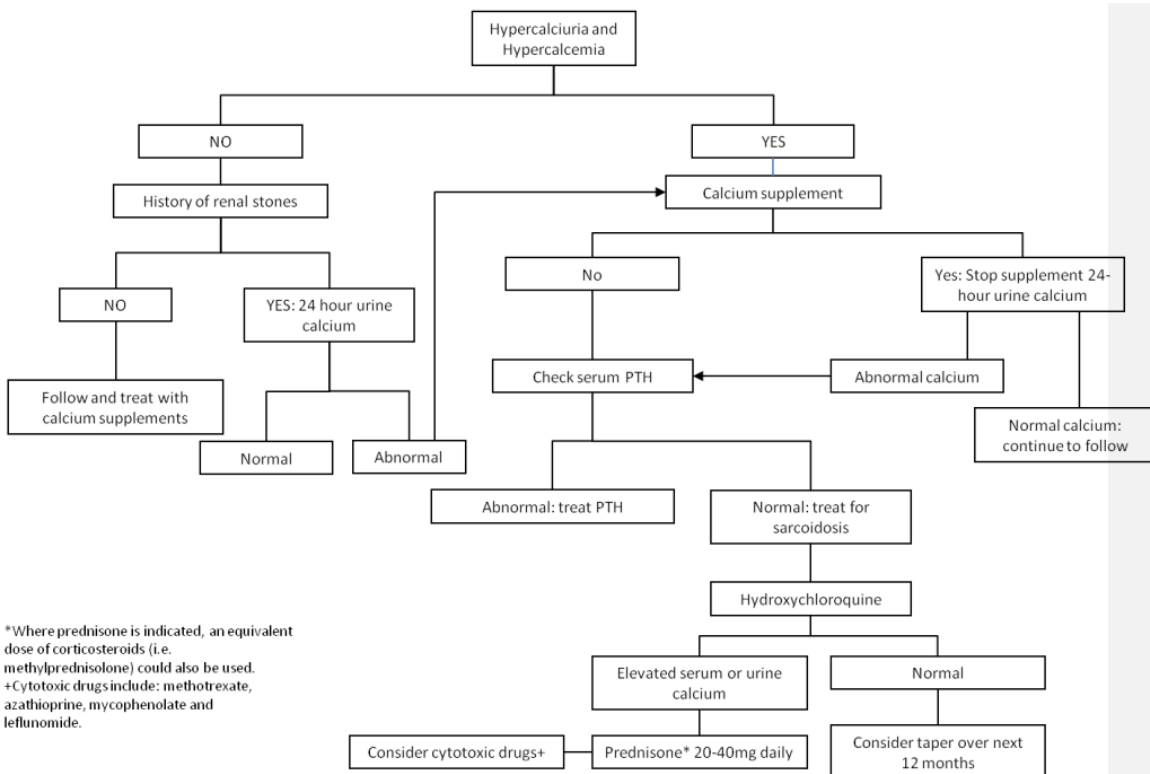 Hypercalciuria and
Hypercalcemia
NO
YES
History of renal stones
Calcium supplement
NO
YES: 24 hour urine
calcium
No
Yes: Stop supplement 24-
hour urine calcium
Follow and treat with
calcium supplements
Check serum PTH
Abnormal calcium
Normal
Abnormal
Normal calcium:
continue to follow
Abnormal: treat PTH
Normal: treat for
sarcoidosis
Hydroxychloroquine
*Where prednisone is indicated, an equivalent
dose of corticosteroids (i.e.
methylprednisolone) could also be used.
+Cytotoxic drugs include: methotrexate,
azathioprine, mycophenolate and
leflunomide.
Elevated serum or urine
calcium
Normal
Consider cytotoxic drugs+
Prednisone* 20-40mg daily
Consider taper over next
12 months